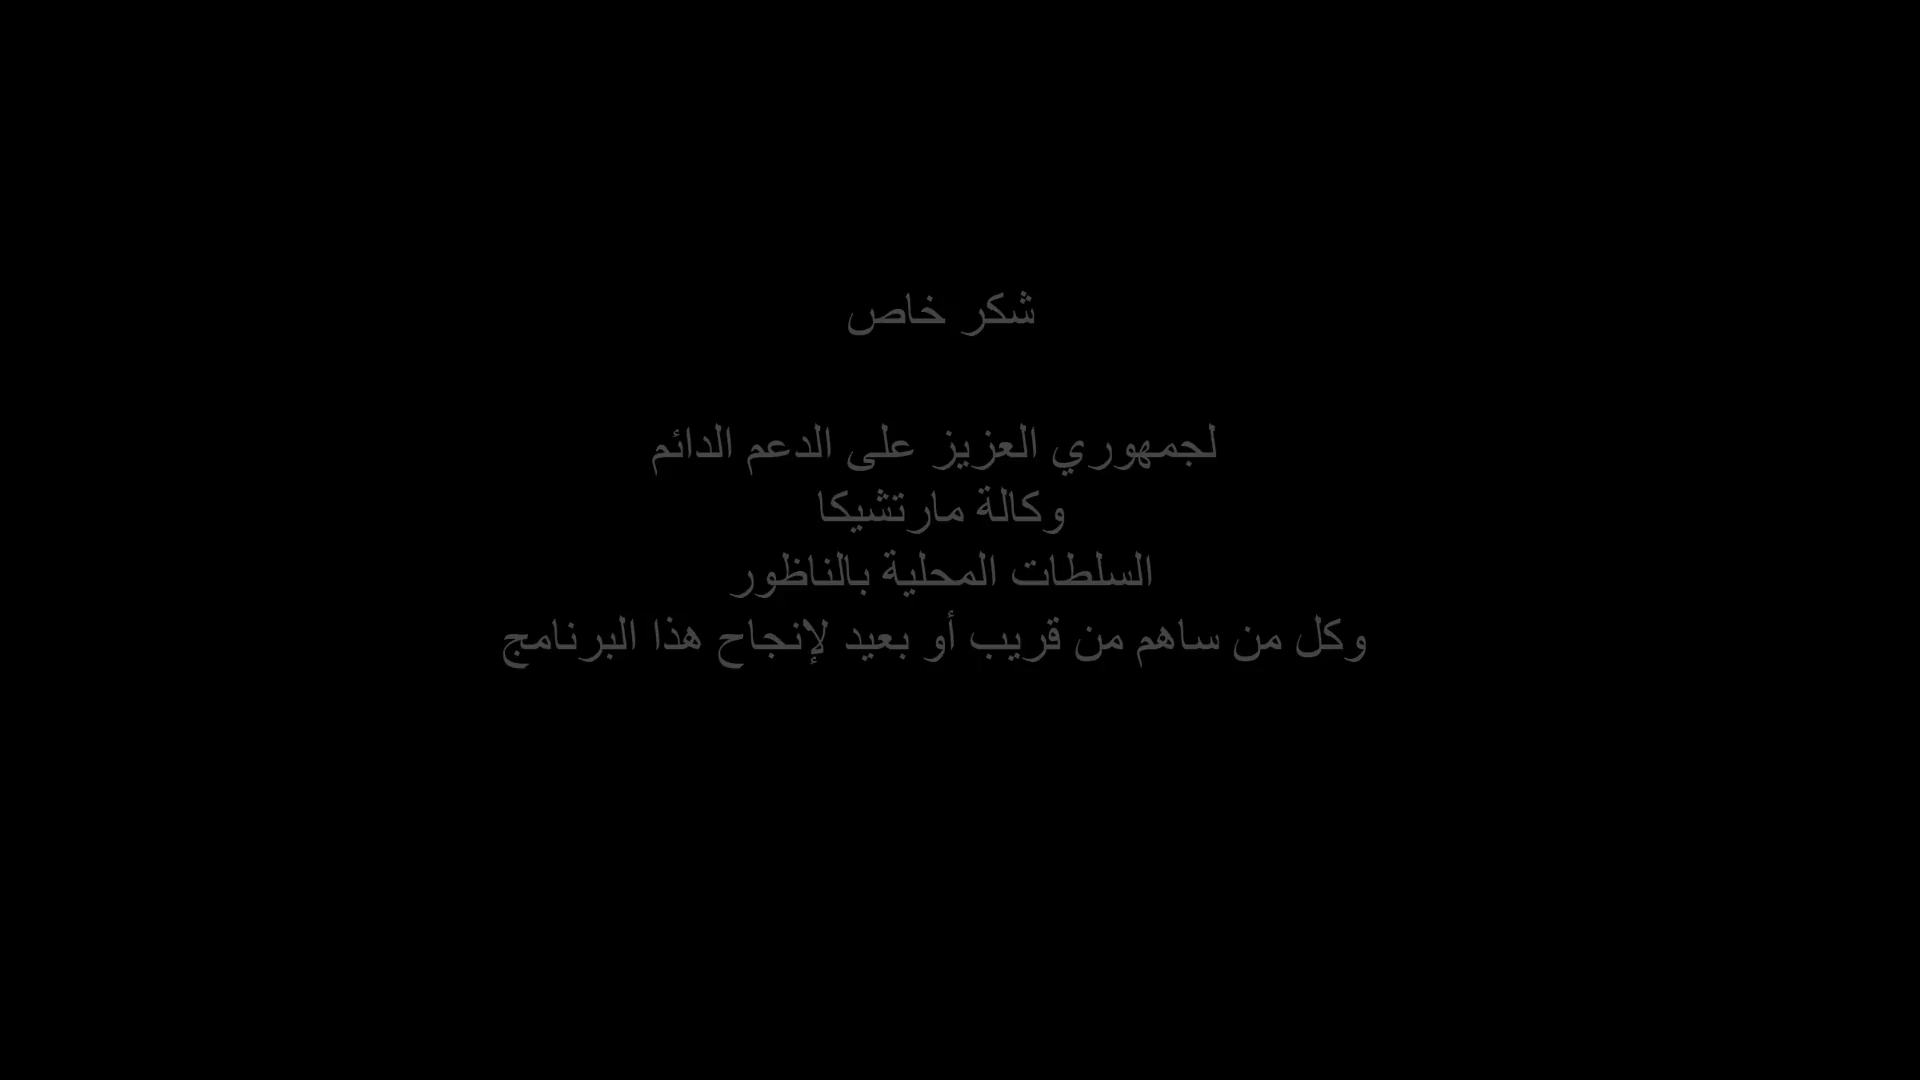 شكر خاص
لجمهوري العزيز على الدعم الدائم
وكالة مارتشيكا
السلطات المحلية بالناظور
وكل من ساهم من قريب أو بعيد لإنجاح هذا البرنامج